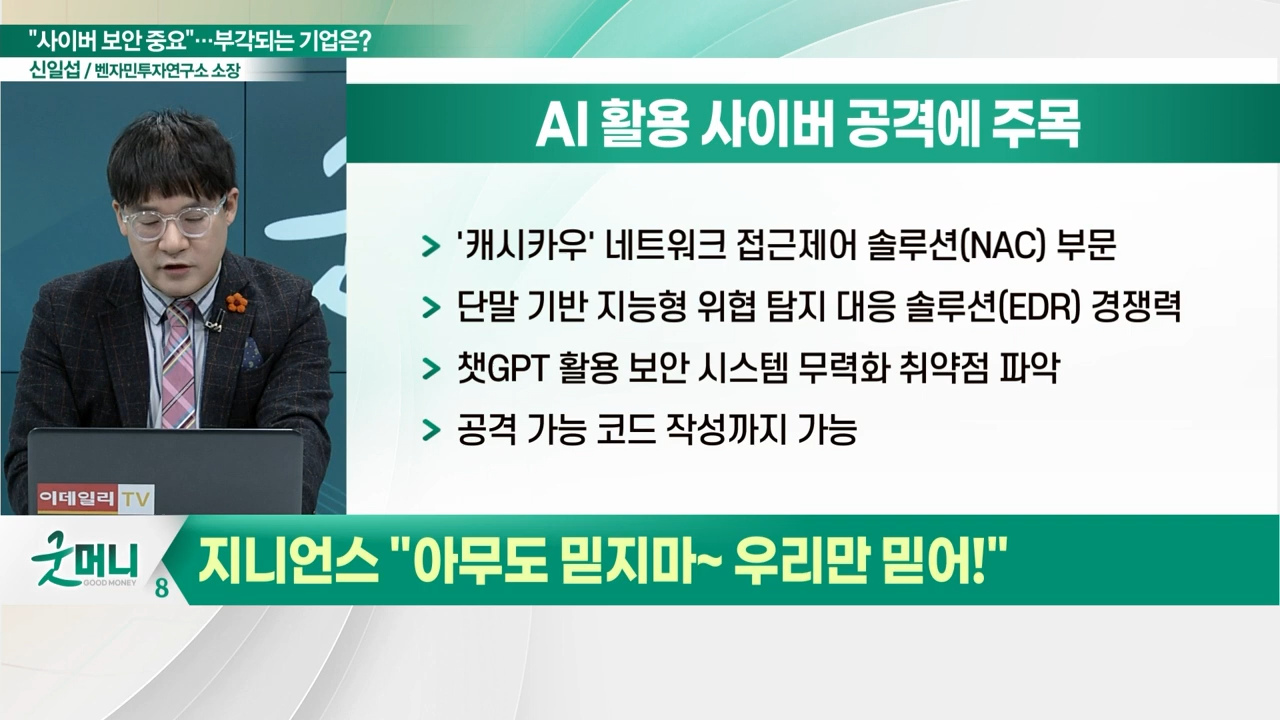 "사이버 보안 중요"…부각되는 기업은?
신일섭 / 벤자민투자연구소 소장
AI 활용 사이버 공격에 주목
'캐시카우' 네트워크 접근제어 솔루션(NAC) 부문
단말 기반 지능형 위협 탐지 대응 솔루션(EDR) 경쟁력
챗GPT 활용 보안 시스템 무력화 취약점 파악
공격 가능 코드 작성까지 가능
이데일리 TV
굿머니
GOOD MONEY
8
지니언스 "아무도 믿지마~ 우리만 믿어!"